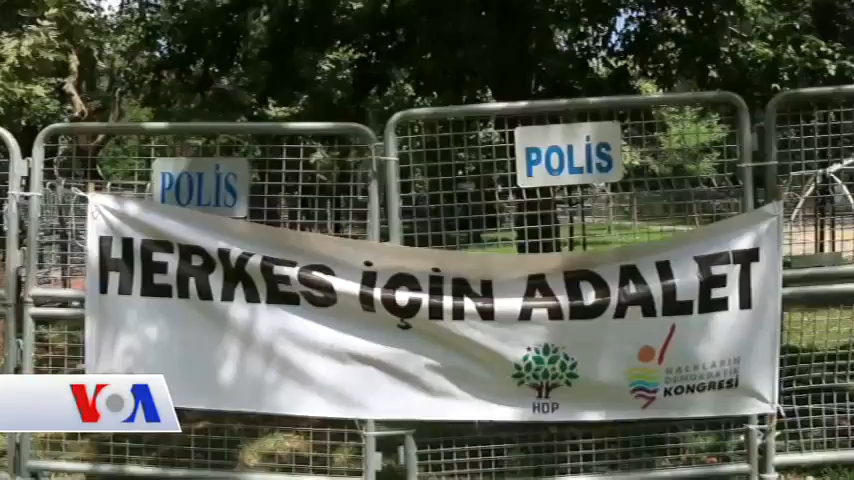 POLİS
POLİS
HERKES İÇİN ADALET
HDP
HALKLARIN
DEMOKRATİK
KONGRESİ
VOA